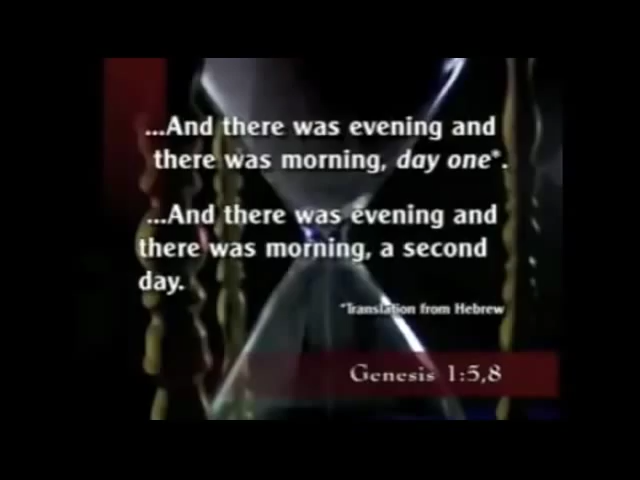 ...And there was evening and
there was morning, day one*.
...And there was evening and
there was morning, a second
day.
*Translation from Hebrew
Genesis 1:5,8